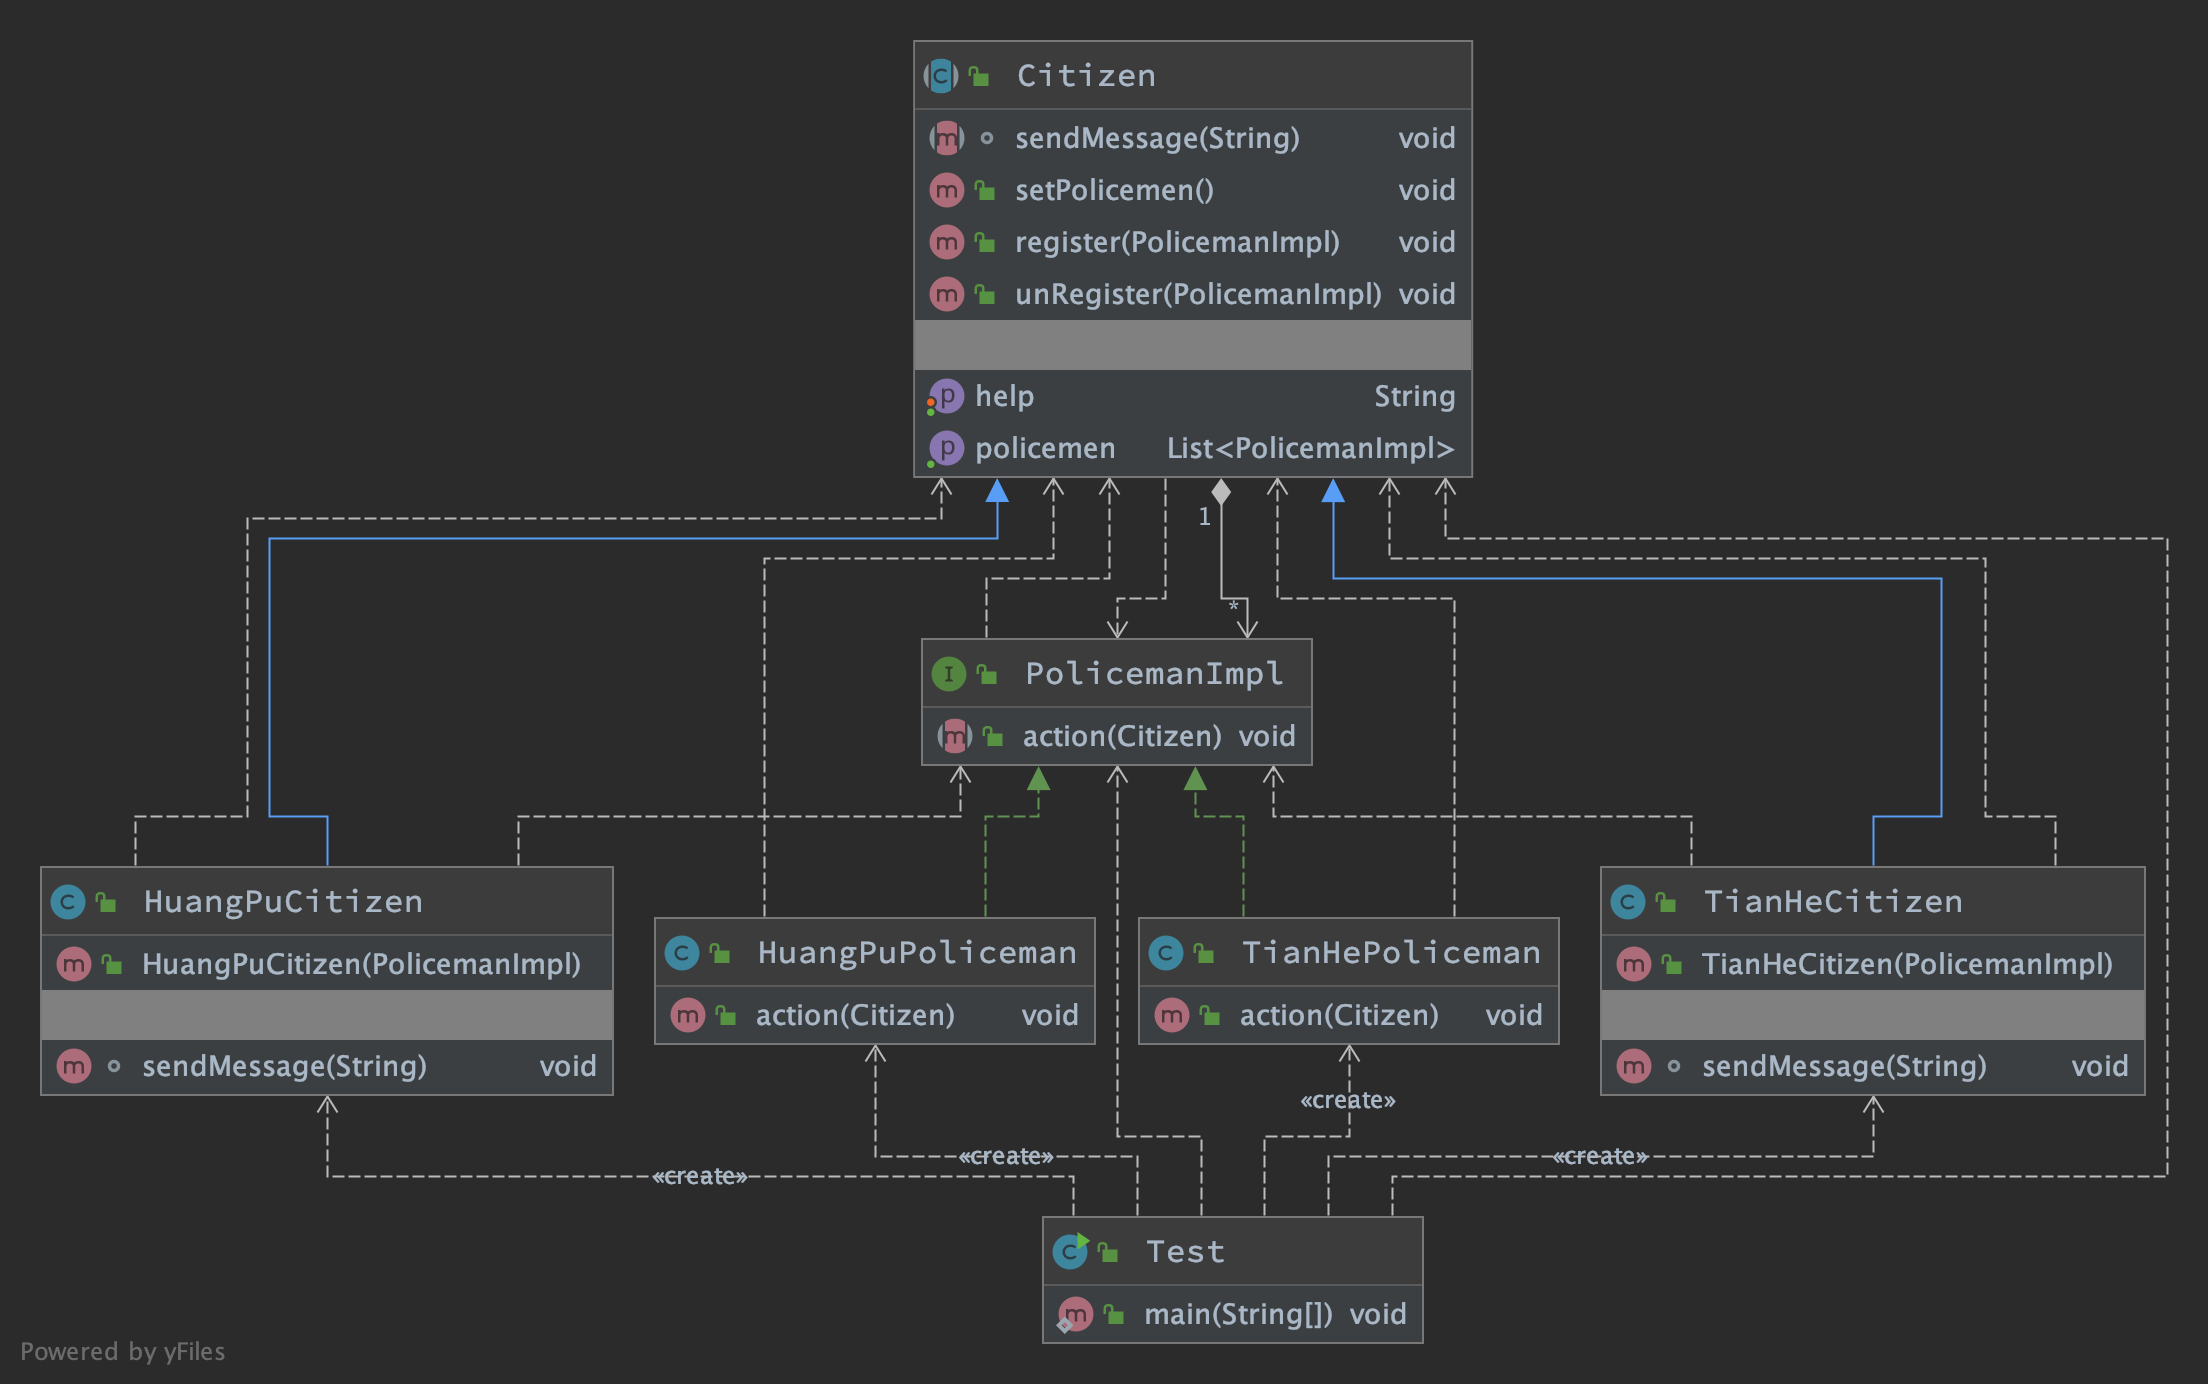 Citizen
sendMessage(String) void
setPolicemen() void
register(PolicemanImpl) void
unRegister(PolicemanImpl) void
help String
policemen List<PolicemanImpl>
1
*
PolicemanImpl
action(Citizen) void
HuangPuCitizen
HuangPuCitizen(PolicemanImpl)
sendMessage(String) void
HuangPuPoliceman
action(Citizen) void
TianHePoliceman
action(Citizen) void
TianHeCitizen
TianHeCitizen(PolicemanImpl)
sendMessage(String) void
«create»
«create»
«create»
«create»
Test
main(String[]) void
Powered by yFiles